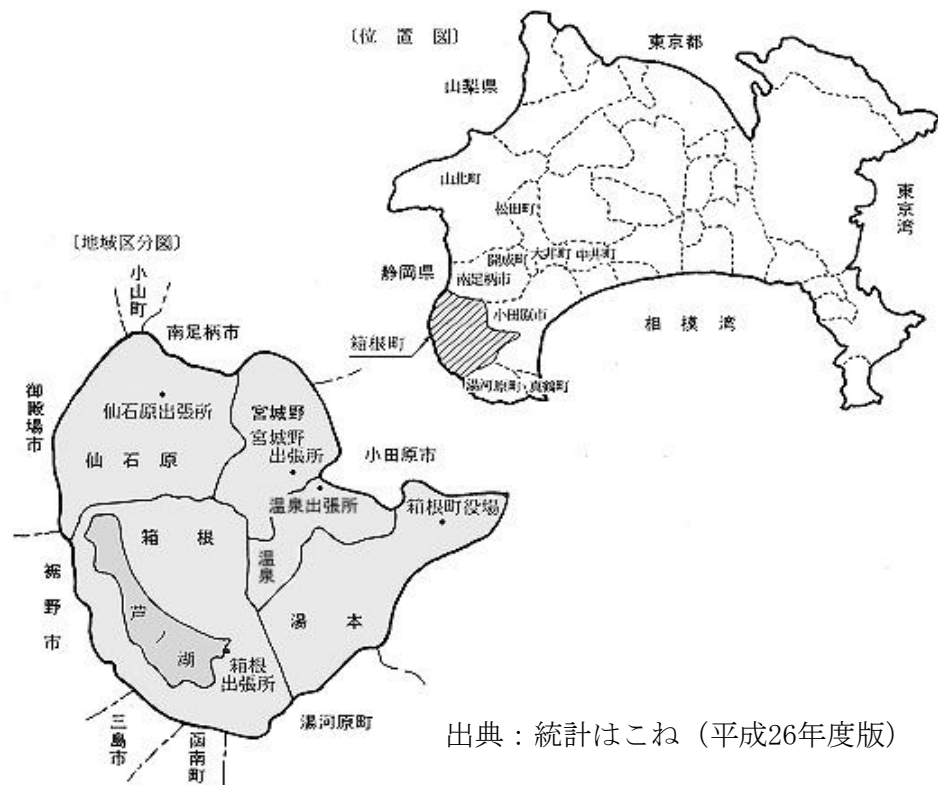 〔位 置 図〕
東京都
山梨県
山北町
松田町
東京湾
開成町
大井町
中井町
静岡県
南足柄市
小田原市
相 模 湾
箱根町
湯河原町
真鶴町
〔地域区分図〕
小山町
南足柄市
御殿場市
仙石原出張所
仙 石 原
宮城野
宮城野
出張所
小田原市
温泉出張所
箱根町役場
箱 根
温泉
裾野市
湯 本
芦ノ湖
箱根
出張所
湯河原町
三島市
函南町
出典：統計はこね（平成26年度版）